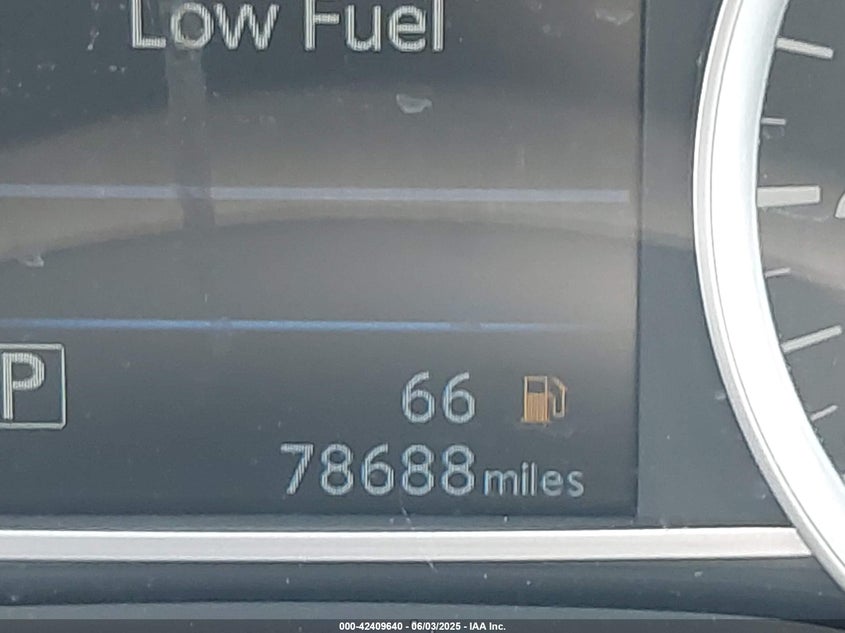 Low Fuel
P
66
78688 miles
000-42409640 - 06/03/2025 - IAA Inc.